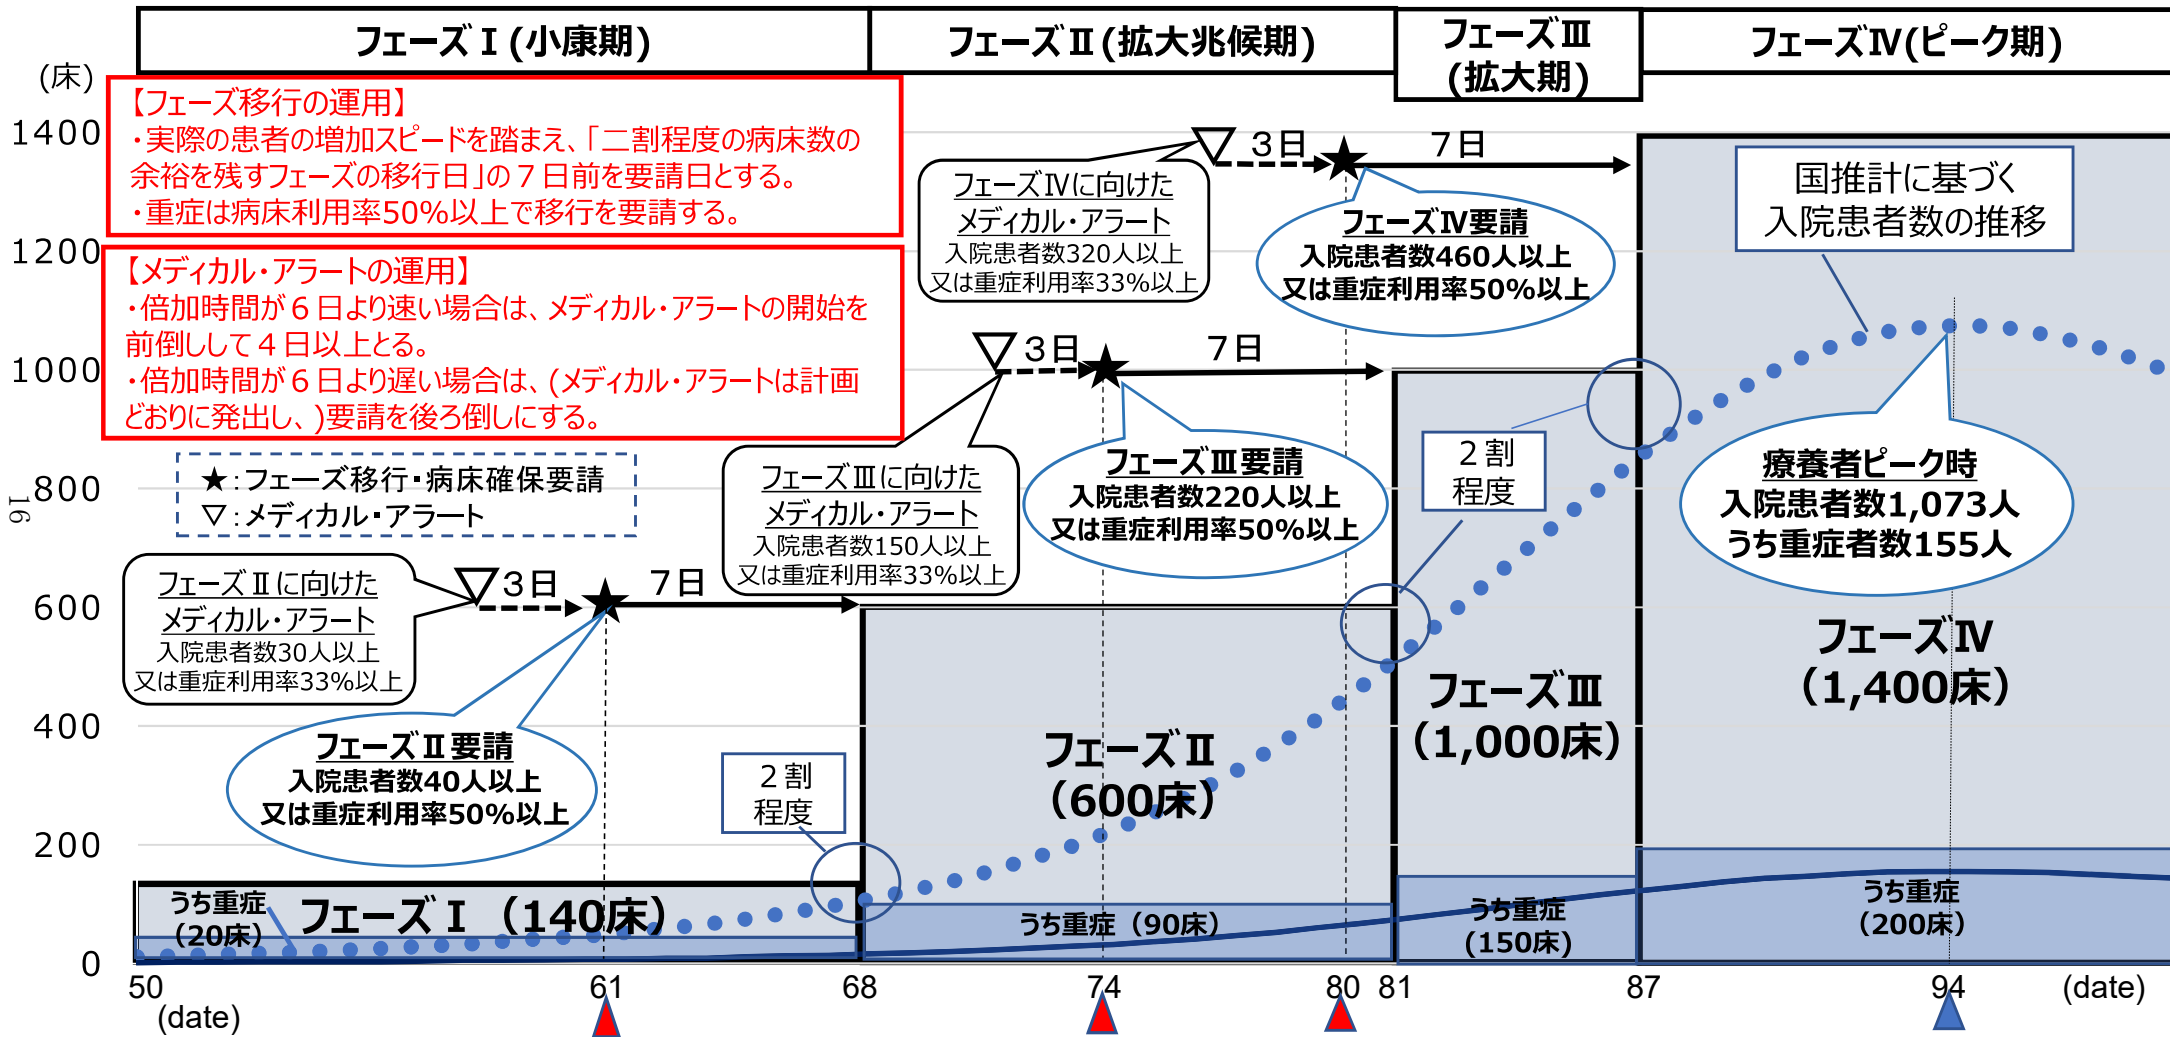 フェーズⅠ(小康期)
フェーズⅡ(拡大兆候期)
フェーズⅢ
(拡大期)
フェーズⅣ(ピーク期)
(床)
1400
1200
1000
800
600
400
200
0
【フェーズ移行の運用】
・実際の患者の増加スピードを踏まえ、「二割程度の病床数の
余裕を残すフェーズの移行日」の７日前を要請日とする。
・重症は病床利用率50%以上で移行を要請する。
【メディカル・アラートの運用】
・倍加時間が６日より速い場合は、メディカル・アラートの開始を
前倒しして４日以上とる。
・倍加時間が６日より遅い場合は、(メディカル・アラートは計画
どおりに発出し、)要請を後ろ倒しにする。
★:フェーズ移行・病床確保要請
▽:メディカル・アラート
フェーズⅡに向けた
メディカル・アラート
入院患者数30人以上
又は重症利用率33%以上
▽ 3日 ★ 7日
フェーズⅡ要請
入院患者数40人以上
又は重症利用率50%以上
２割
程度
フェーズⅢに向けた
メディカル・アラート
入院患者数150人以上
又は重症利用率33%以上
▽ 3日 ★ 7日
フェーズⅢ要請
入院患者数220人以上
又は重症利用率50%以上
フェーズⅣに向けた
メディカル・アラート
入院患者数320人以上
又は重症利用率33%以上
▽ 3日 ★ 7日
フェーズⅣ要請
入院患者数460人以上
又は重症利用率50%以上
２割
程度
国推計に基づく
入院患者数の推移
療養者ピーク時
入院患者数1,073人
うち重症者数155人
フェーズⅠ（140床）
うち重症
（20床）
フェーズⅡ
（600床）
うち重症（90床）
フェーズⅢ
（1,000床）
うち重症
(150床)
フェーズⅣ
（1,400床）
うち重症
（200床）
50 61 68 74 80 81 87 94 (date)
(date)
16